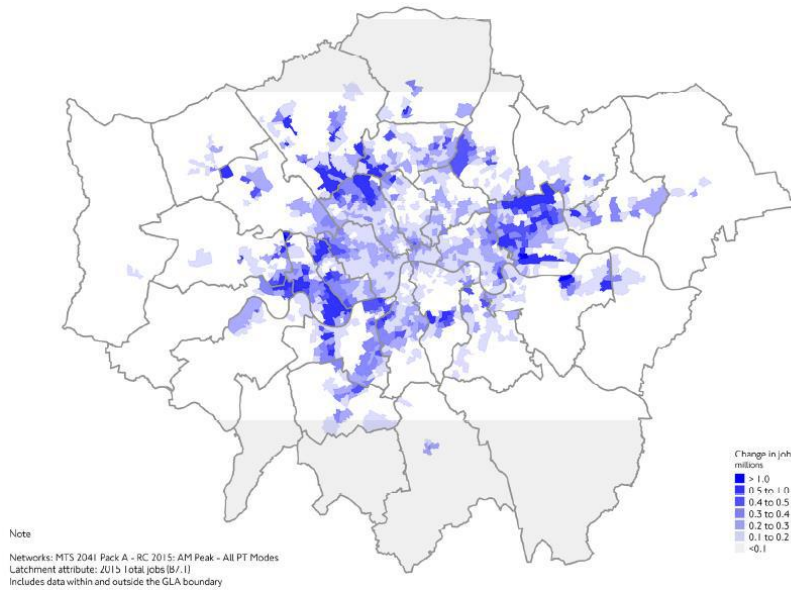 Change in job
millions
> 1.0
0.5 to 1.0
0.4 to 0.5
0.3 to 0.4
0.2 to 0.3
0.1 to 0.2
<0.1
Note
Networks: MTS 2041 Pack A - RC 2015: AM Peak - All PT Modes
Catchment attribute: 2015 Total jobs (B7.1)
Includes data within and outside the GLA boundary